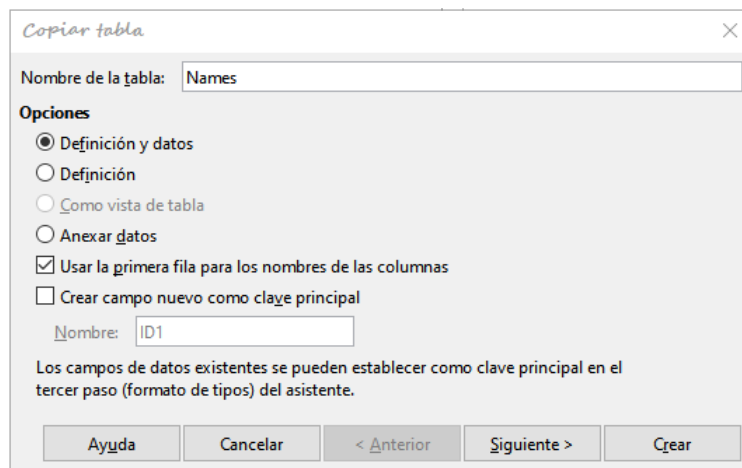 Copiar tabla
Nombre de la tabla: Names
Opciones
Definición y datos
Definición
Como vista de tabla
Anexar datos
Usar la primera fila para los nombres de las columnas
Crear campo nuevo como clave principal
Nombre: ID1
Los campos de datos existentes se pueden establecer como clave principal en el
tercer paso (formato de tipos) del asistente.
Ayuda Cancelar < Anterior Siguiente > Crear